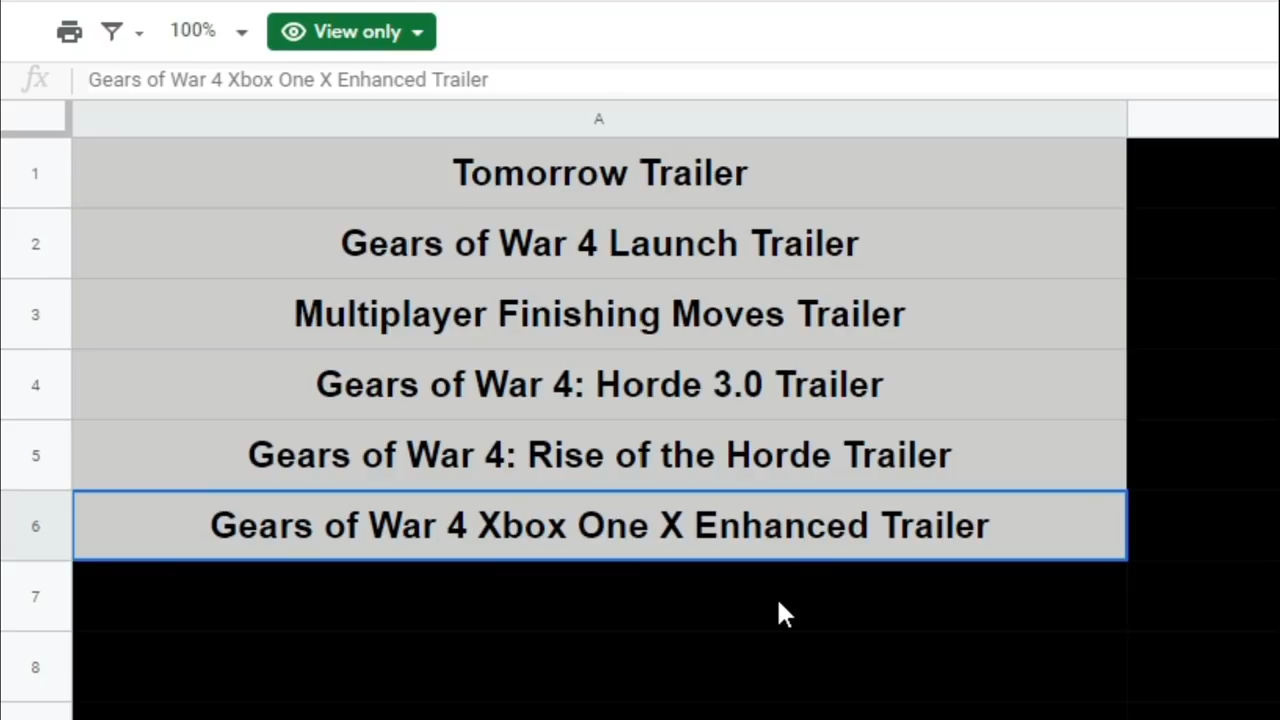 100%
View only
fx
Gears of War 4 Xbox One X Enhanced Trailer
A
1 Tomorrow Trailer
2 Gears of War 4 Launch Trailer
3 Multiplayer Finishing Moves Trailer
4 Gears of War 4: Horde 3.0 Trailer
5 Gears of War 4: Rise of the Horde Trailer
6 Gears of War 4 Xbox One X Enhanced Trailer
7
8